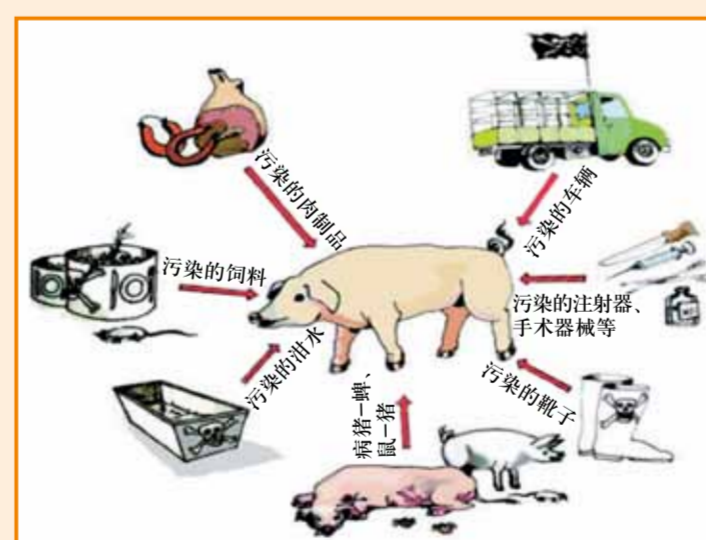 污染的肉制品
污染的车辆
污染的饲料
污染的注射器、
手术器械等
污染的泔水
病猪-蜱、
鼠-猪
污染的靴子